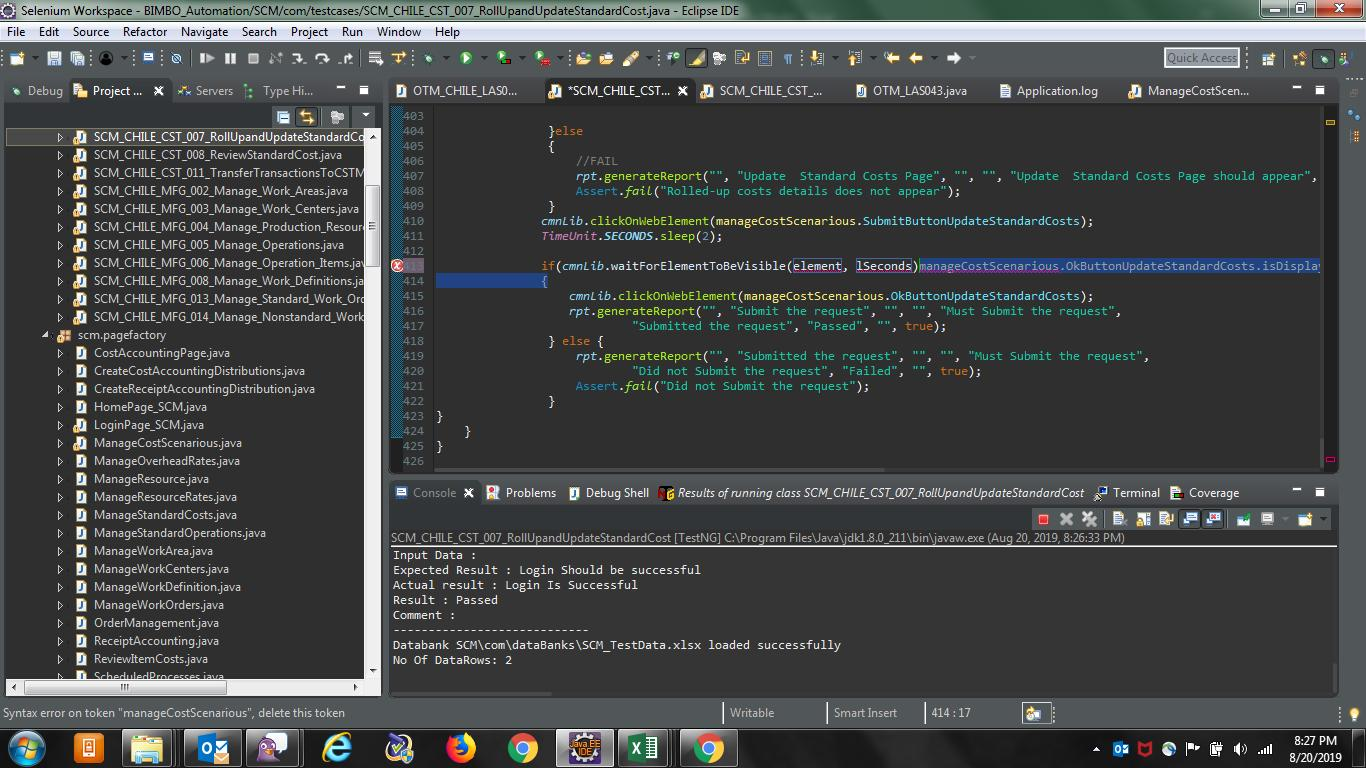 Selenium Workspace - BIMBO_Automation/SCM/com/testcases/SCM_CHILE_CST_007_RollUpandUpdateStandardCost.java - Eclipse IDE
File Edit Source Refactor Navigate Search Project Run Window Help
Quick Access
Debug Project ... Servers Type Hi...
SCM_CHILE_CST_007_RollUpandUpdateStandardCo
SCM_CHILE_CST_008_ReviewStandardCost.java
SCM_CHILE_CST_011_TransferTransactionsToCSTM
SCM_CHILE_MFG_002_Manage_Work_Areas.java
SCM_CHILE_MFG_003_Manage_Work_Centers.java
SCM_CHILE_MFG_004_Manage_Production_Resour
SCM_CHILE_MFG_005_Manage_Operations.java
SCM_CHILE_MFG_006_Manage_Operation_Items.ja
SCM_CHILE_MFG_008_Manage_Work_Definitions.ja
SCM_CHILE_MFG_013_Manage_Standard_Work_Ord
SCM_CHILE_MFG_014_Manage_Nonstandard_Work
scm.pagefactory
CostAccountingPage.java
CreateCostAccountingDistributions.java
CreateReceiptAccountingDistribution.java
HomePage_SCM.java
LoginPage_SCM.java
ManageCostScenarious.java
ManageOverheadRates.java
ManageResource.java
ManageResourceRates.java
ManageStandardCosts.java
ManageStandardOperations.java
ManageWorkArea.java
ManageWorkCenters.java
ManageWorkDefinition.java
ManageWorkOrders.java
OrderManagement.java
ReceiptAccounting.java
ReviewItemCosts.java
ScheduledProcesses.java
OTM_CHILE_LAS0... *SCM_CHILE_CST... SCM_CHILE_CST_... OTM_LAS043.java Application.log ManageCostScen...
403
404 }else
405 {
406 //FAIL
407 rpt.generateReport("", "Update  Standard Costs Page", "", "", "Update  Standard Costs Page should appear",
408 Assert.fail("Rolled-up costs details does not appear");
409 }
410 cmnLib.clickOnWebElement(manageCostScenarious.SubmitButtonUpdateStandardCosts);
411 TimeUnit.SECONDS.sleep(2);
412
413 if(cmnLib.waitForElementToBeVisible(element, lSeconds)manageCostScenarious.OkButtonUpdateStandardCosts.isDispla
414 {
415 cmnLib.clickOnWebElement(manageCostScenarious.OkButtonUpdateStandardCosts);
416 rpt.generateReport("", "Submit the request", "", "", "Must Submit the request",
417 "Submitted the request", "Passed", "", true);
418 } else {
419 rpt.generateReport("", "Submitted the request", "", "", "Must Submit the request",
420 "Did not Submit the request", "Failed", "", true);
421 Assert.fail("Did not Submit the request");
422 }
423 }
424 }
425 }
426
Console Problems Debug Shell Results of running class SCM_CHILE_CST_007_RollUpandUpdateStandardCost Terminal Coverage
SCM_CHILE_CST_007_RollUpandUpdateStandardCost [TestNG] C:\Program Files\Java\jdk1.8.0_211\bin\javaw.exe (Aug 20, 2019, 8:26:33 PM)
Input Data :
Expected Result : Login Should be successful
Actual result : Login Is Successful
Result : Passed
Comment :
----------------------------
Databank SCM\com\dataBanks\SCM_TestData.xlsx loaded successfully
No Of DataRows: 2
Syntax error on token "manageCostScenarious", delete this token
Writable Smart Insert 414 : 17
Java EE IDE
8:27 PM
8/20/2019